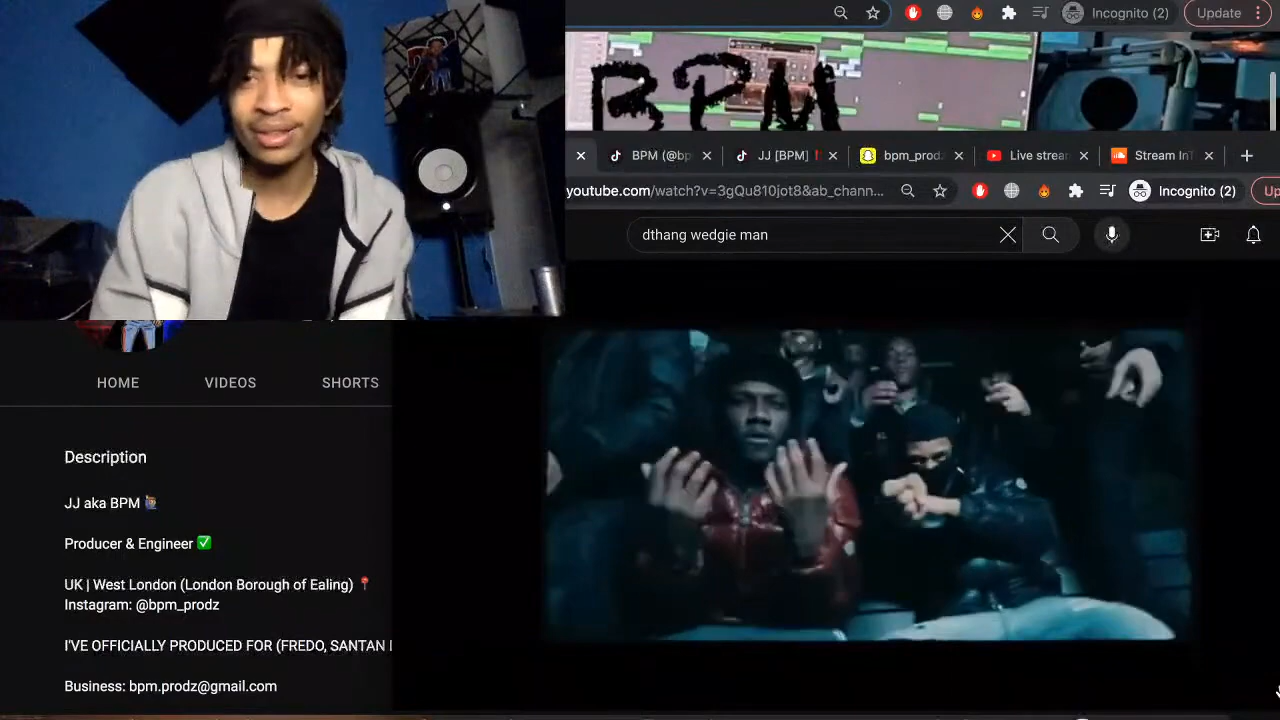 Incognito (2)
Update
BPM
BPM (@bp
JJ [BPM]
bpm_prod
Live strea
Stream InT
youtube.com/watch?v=3gQu810jot8&ab_chann...
Incognito (2)
Up
dthang wedgie man
HOME
VIDEOS
SHORTS
Description
JJ aka BPM 🙋🏽‍♂️
Producer & Engineer ✅
UK | West London (London Borough of Ealing) 📍
Instagram: @bpm_prodz
I'VE OFFICIALLY PRODUCED FOR (FREDO, SANTAN
Business: bpm.prodz@gmail.com